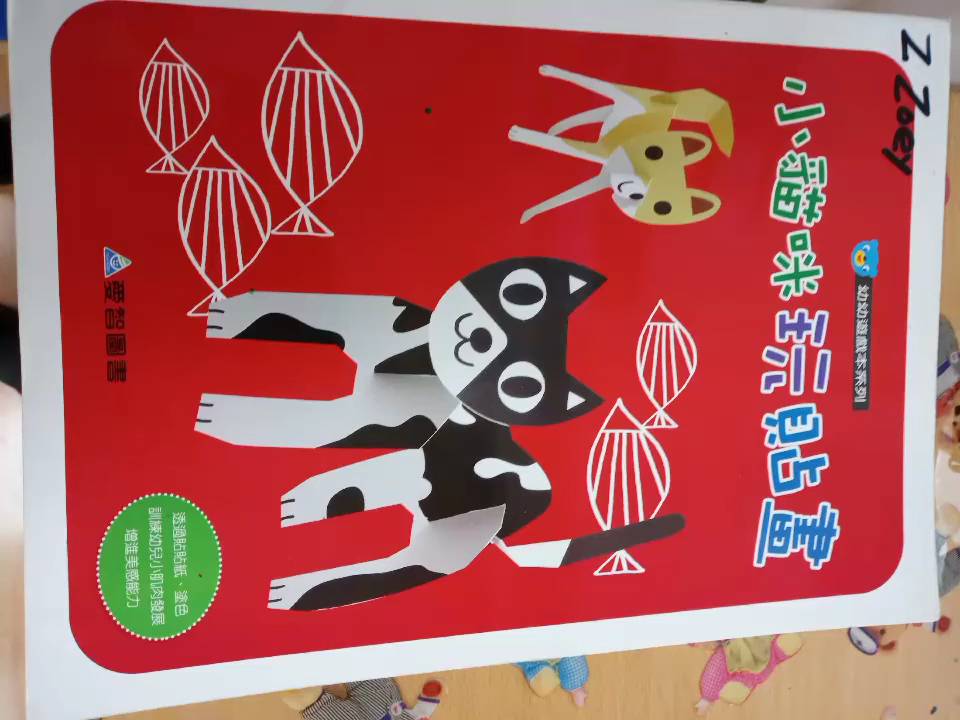 Z Zoey
幼幼遊戲本系列
小貓咪玩貼畫
透過貼貼紙、塗色
訓練幼兒小肌肉發展
增進美感能力
愛智圖書